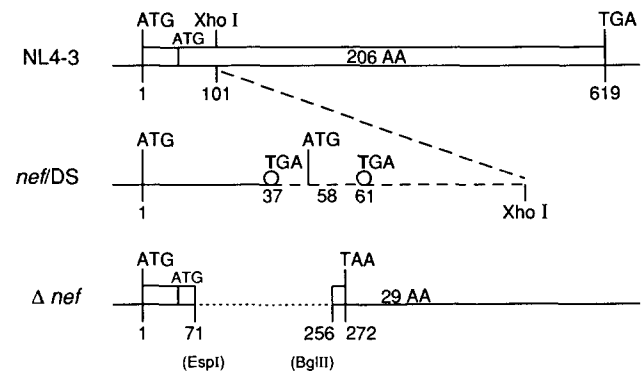 ATG Xho I TGA
ATG
NL4-3 206 AA
1 101 619
ATG TGA ATG TGA
nef/DS
1 37 58 61
Xho I
ATG ATG TAA
Δ nef 29 AA
1 71 256 272
(EspI) (BglII)